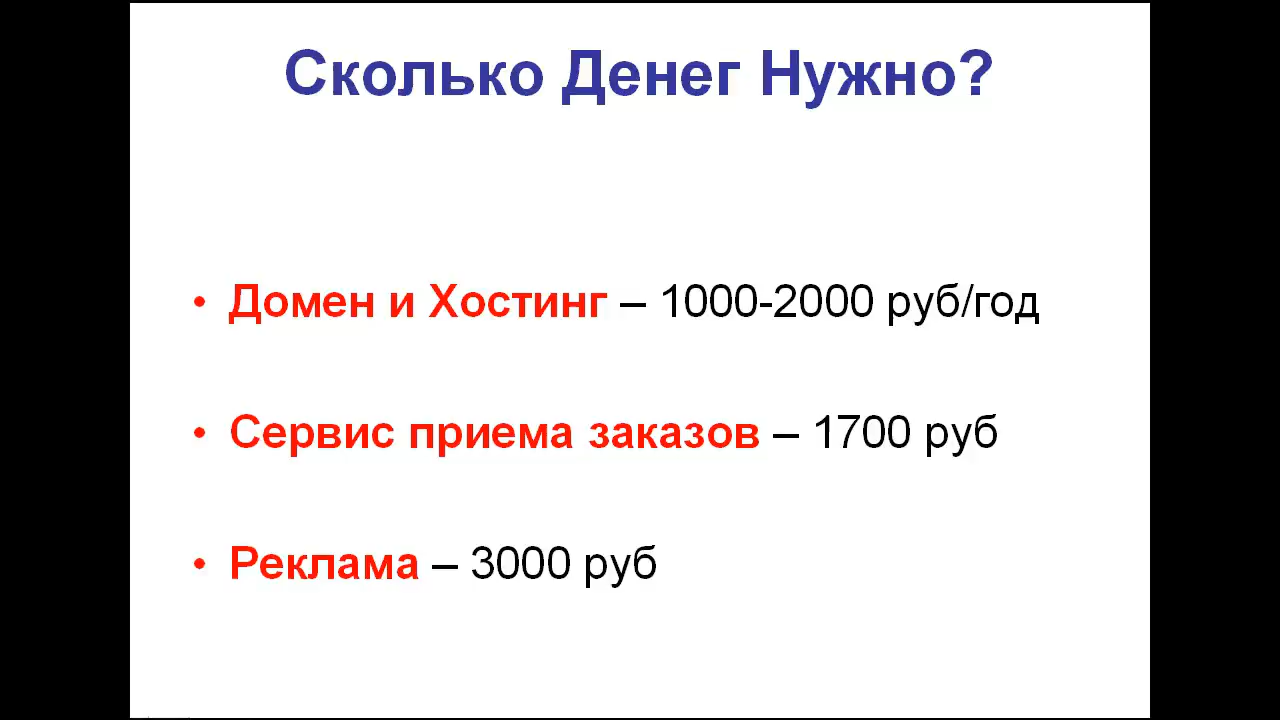 Сколько Денег Нужно?
• Домен и Хостинг – 1000-2000 руб/год
• Сервис приема заказов – 1700 руб
• Реклама – 3000 руб